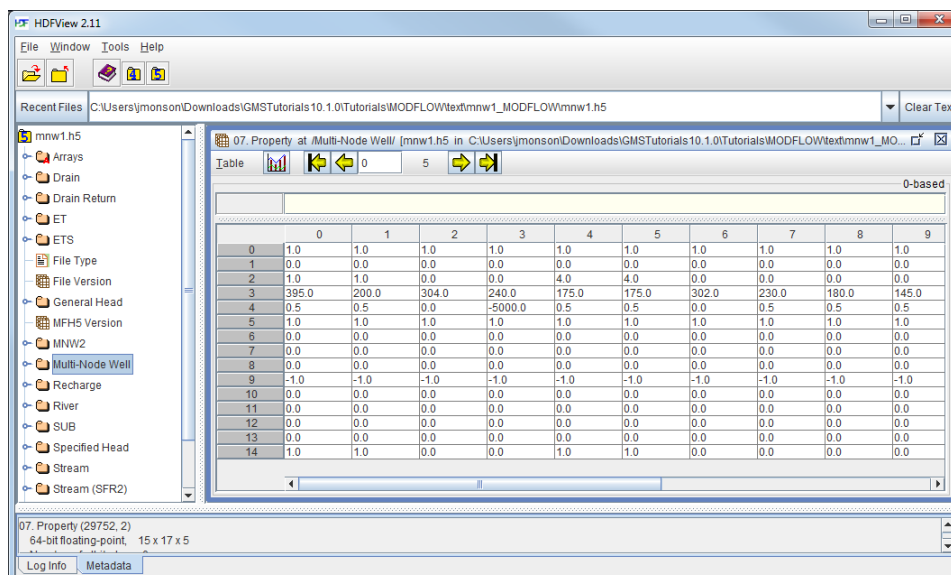 HDFView 2.11
File Window Tools Help
Recent Files C:\Users\jmonson\Downloads\GMSTutorials10.1.0\Tutorials\MODFLOW\text\mnw1_MODFLOW\mnw1.h5 Clear Tex
mnw1.h5
Arrays
Drain
Drain Return
ET
ETS
File Type
File Version
General Head
MFH5 Version
MNW2
Multi-Node Well
Recharge
River
SUB
Specified Head
Stream
Stream (SFR2)
07. Property at /Multi-Node Well/ [mnw1.h5 in C:\Users\jmonson\Downloads\GMSTutorials10.1.0\Tutorials\MODFLOW\text\mnw1_MO...
Table 0 5
0-based
0 1 2 3 4 5 6 7 8 9
0 1.0 1.0 1.0 1.0 1.0 1.0 1.0 1.0 1.0 1.0
1 0.0 0.0 0.0 0.0 0.0 0.0 0.0 0.0 0.0 0.0
2 1.0 1.0 0.0 0.0 4.0 4.0 0.0 0.0 0.0 0.0
3 395.0 200.0 304.0 240.0 175.0 175.0 302.0 230.0 180.0 145.0
4 0.5 0.5 0.0 -5000.0 0.5 0.5 0.0 0.5 0.5 0.5
5 1.0 1.0 1.0 1.0 1.0 1.0 1.0 1.0 1.0 1.0
6 0.0 0.0 0.0 0.0 0.0 0.0 0.0 0.0 0.0 0.0
7 0.0 0.0 0.0 0.0 0.0 0.0 0.0 0.0 0.0 0.0
8 0.0 0.0 0.0 0.0 0.0 0.0 0.0 0.0 0.0 0.0
9 -1.0 -1.0 -1.0 -1.0 -1.0 -1.0 -1.0 -1.0 -1.0 -1.0
10 0.0 0.0 0.0 0.0 0.0 0.0 0.0 0.0 0.0 0.0
11 0.0 0.0 0.0 0.0 0.0 0.0 0.0 0.0 0.0 0.0
12 0.0 0.0 0.0 0.0 0.0 0.0 0.0 0.0 0.0 0.0
13 0.0 0.0 0.0 0.0 0.0 0.0 0.0 0.0 0.0 0.0
14 1.0 1.0 0.0 0.0 1.0 1.0 0.0 0.0 0.0 0.0
07. Property (29752, 2)
64-bit floating-point, 15 x 17 x 5
Log Info Metadata